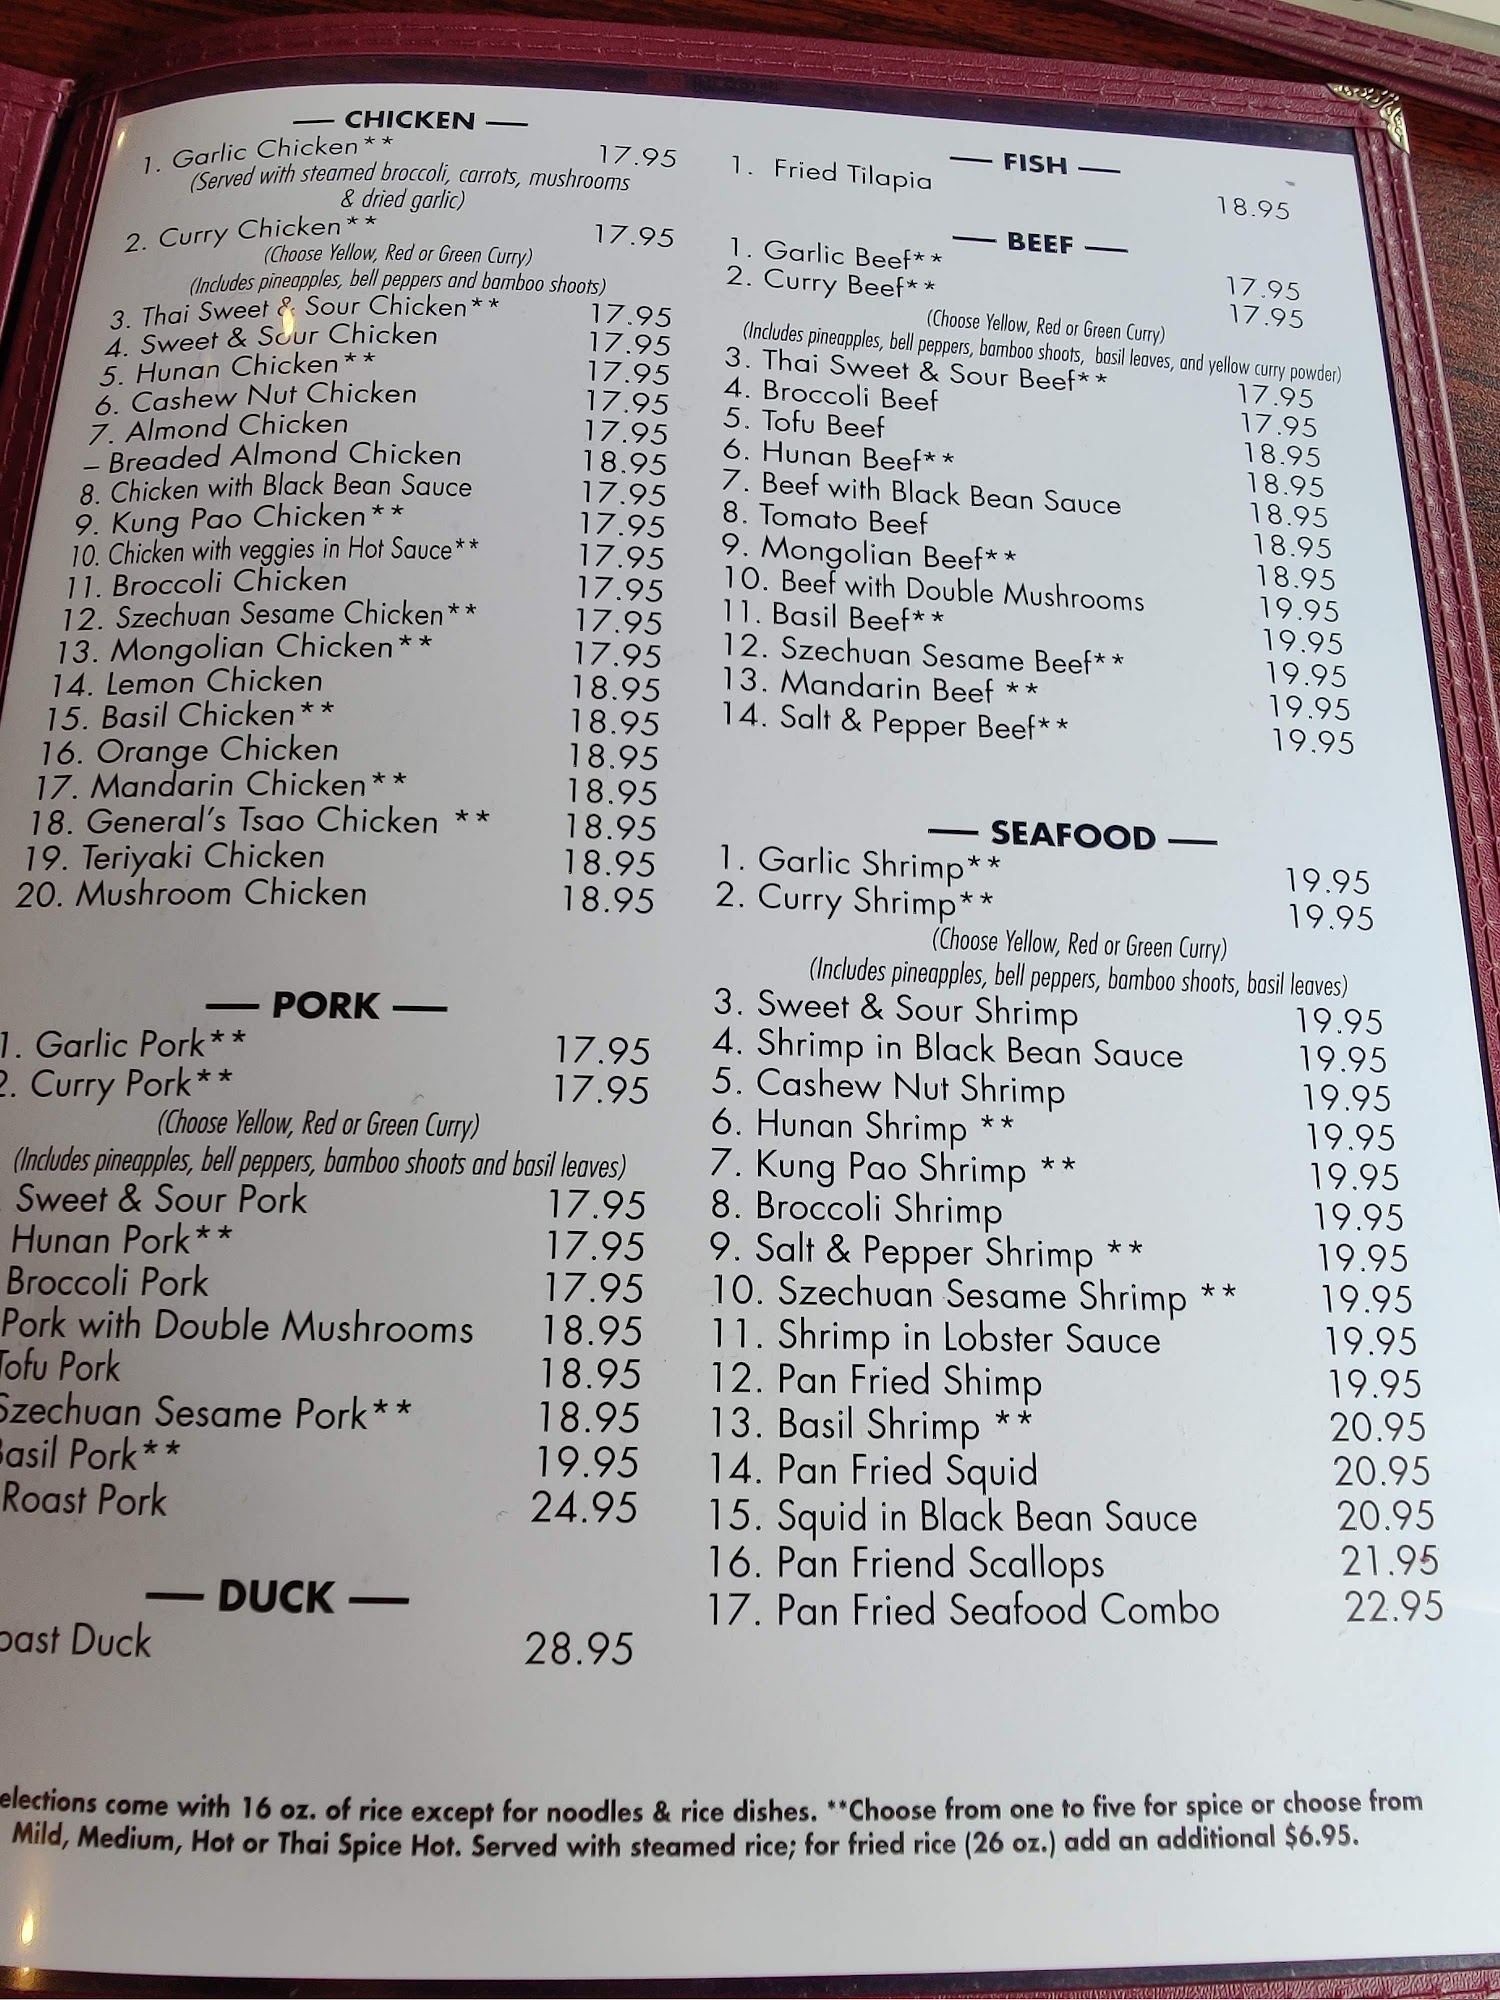 — CHICKEN —
1. Garlic Chicken** 17.95
(Served with steamed broccoli, carrots, mushrooms
& dried garlic)
2. Curry Chicken** 17.95
(Choose Yellow, Red or Green Curry)
(Includes pineapples, bell peppers and bamboo shoots)
3. Thai Sweet & Sour Chicken** 17.95
4. Sweet & Sour Chicken 17.95
5. Hunan Chicken** 17.95
6. Cashew Nut Chicken 17.95
7. Almond Chicken 17.95
– Breaded Almond Chicken 18.95
8. Chicken with Black Bean Sauce 17.95
9. Kung Pao Chicken** 17.95
10. Chicken with veggies in Hot Sauce** 17.95
11. Broccoli Chicken 17.95
12. Szechuan Sesame Chicken** 17.95
13. Mongolian Chicken** 17.95
14. Lemon Chicken 18.95
15. Basil Chicken** 18.95
16. Orange Chicken 18.95
17. Mandarin Chicken** 18.95
18. General's Tsao Chicken ** 18.95
19. Teriyaki Chicken 18.95
20. Mushroom Chicken 18.95
— PORK —
1. Garlic Pork** 17.95
2. Curry Pork** 17.95
(Choose Yellow, Red or Green Curry)
(Includes pineapples, bell peppers, bamboo shoots and basil leaves)
Sweet & Sour Pork 17.95
Hunan Pork** 17.95
Broccoli Pork 17.95
Pork with Double Mushrooms 18.95
Tofu Pork 18.95
Szechuan Sesame Pork** 18.95
Basil Pork** 19.95
Roast Pork 24.95
— DUCK —
oast Duck 28.95
— FISH —
1. Fried Tilapia 18.95
— BEEF —
1. Garlic Beef** 17.95
2. Curry Beef** 17.95
(Choose Yellow, Red or Green Curry)
(Includes pineapples, bell peppers, bamboo shoots, basil leaves, and yellow curry powder)
3. Thai Sweet & Sour Beef** 17.95
4. Broccoli Beef 17.95
5. Tofu Beef 18.95
6. Hunan Beef** 18.95
7. Beef with Black Bean Sauce 18.95
8. Tomato Beef 18.95
9. Mongolian Beef** 18.95
10. Beef with Double Mushrooms 19.95
11. Basil Beef** 19.95
12. Szechuan Sesame Beef** 19.95
13. Mandarin Beef ** 19.95
14. Salt & Pepper Beef** 19.95
— SEAFOOD —
1. Garlic Shrimp** 19.95
2. Curry Shrimp** 19.95
(Choose Yellow, Red or Green Curry)
(Includes pineapples, bell peppers, bamboo shoots, basil leaves)
3. Sweet & Sour Shrimp 19.95
4. Shrimp in Black Bean Sauce 19.95
5. Cashew Nut Shrimp 19.95
6. Hunan Shrimp ** 19.95
7. Kung Pao Shrimp ** 19.95
8. Broccoli Shrimp 19.95
9. Salt & Pepper Shrimp ** 19.95
10. Szechuan Sesame Shrimp ** 19.95
11. Shrimp in Lobster Sauce 19.95
12. Pan Fried Shimp 19.95
13. Basil Shrimp ** 20.95
14. Pan Fried Squid 20.95
15. Squid in Black Bean Sauce 20.95
16. Pan Friend Scallops 21.95
17. Pan Fried Seafood Combo 22.95
elections come with 16 oz. of rice except for noodles & rice dishes. **Choose from one to five for spice or choose from
Mild, Medium, Hot or Thai Spice Hot. Served with steamed rice; for fried rice (26 oz.) add an additional $6.95.